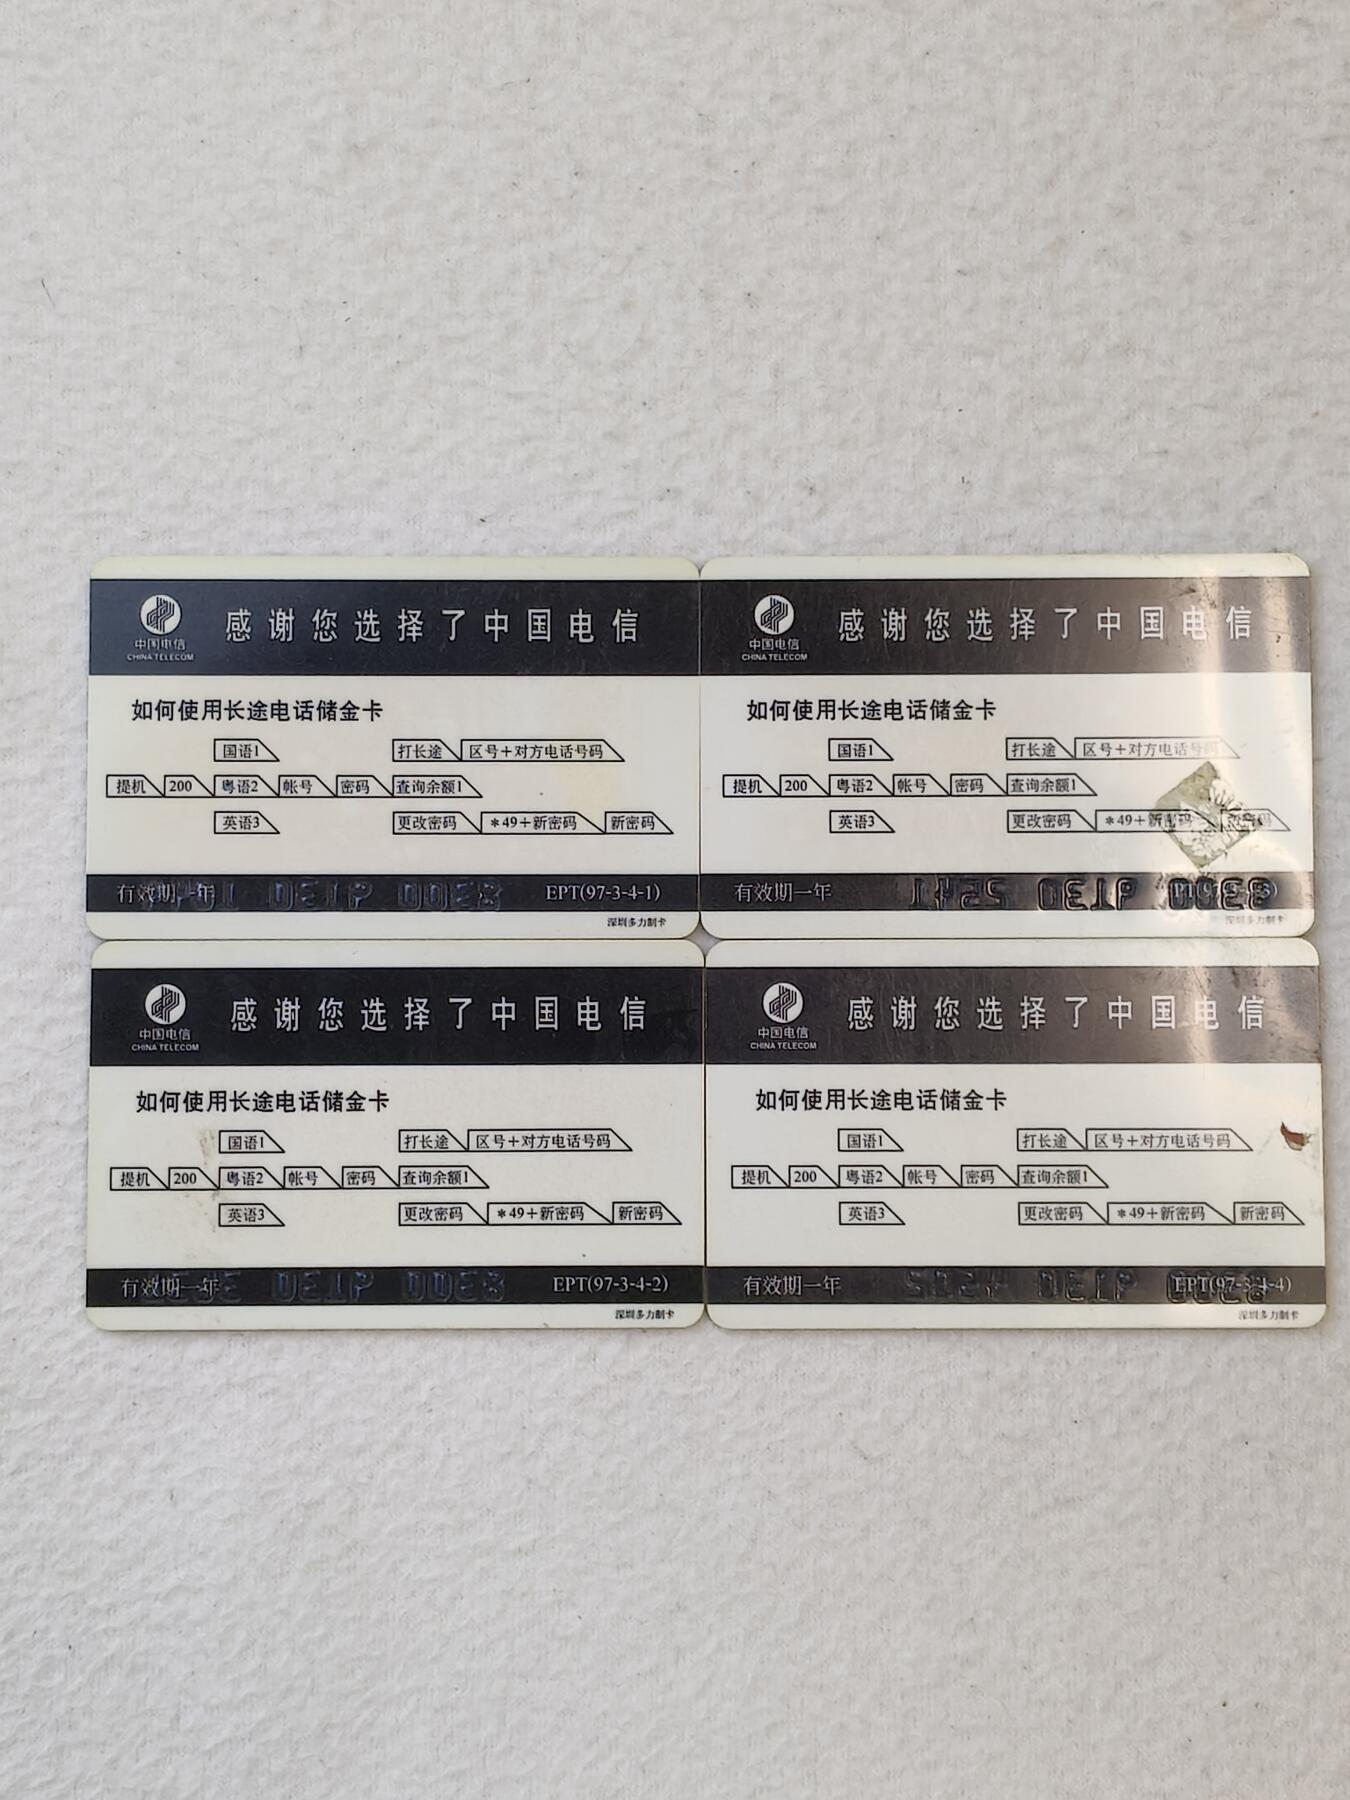 中国电信
CHINA TELECOM
感谢您选择了中国电信
如何使用长途电话储金卡
国语1 打长途 区号+对方电话号码
提机 200 粤语2 帐号 密码 查询余额1
英语3 更改密码 *49+新密码 新密码
有效期一年 EPT(97-3-4-1)
深圳多力制卡
中国电信
CHINA TELECOM
感谢您选择了中国电信
如何使用长途电话储金卡
国语1 打长途 区号+对方电话号码
提机 200 粤语2 帐号 密码 查询余额1
英语3 更改密码 *49+新密码
有效期一年
深圳多力制卡
中国电信
CHINA TELECOM
感谢您选择了中国电信
如何使用长途电话储金卡
国语1 打长途 区号+对方电话号码
提机 200 粤语2 帐号 密码 查询余额1
英语3 更改密码 *49+新密码 新密码
有效期一年 EPT(97-3-4-2)
深圳多力制卡
中国电信
CHINA TELECOM
感谢您选择了中国电信
如何使用长途电话储金卡
国语1 打长途 区号+对方电话号码
提机 200 粤语2 帐号 密码 查询余额1
英语3 更改密码 *49+新密码 新密码
有效期一年 EPT(97-3-4-4)
深圳多力制卡